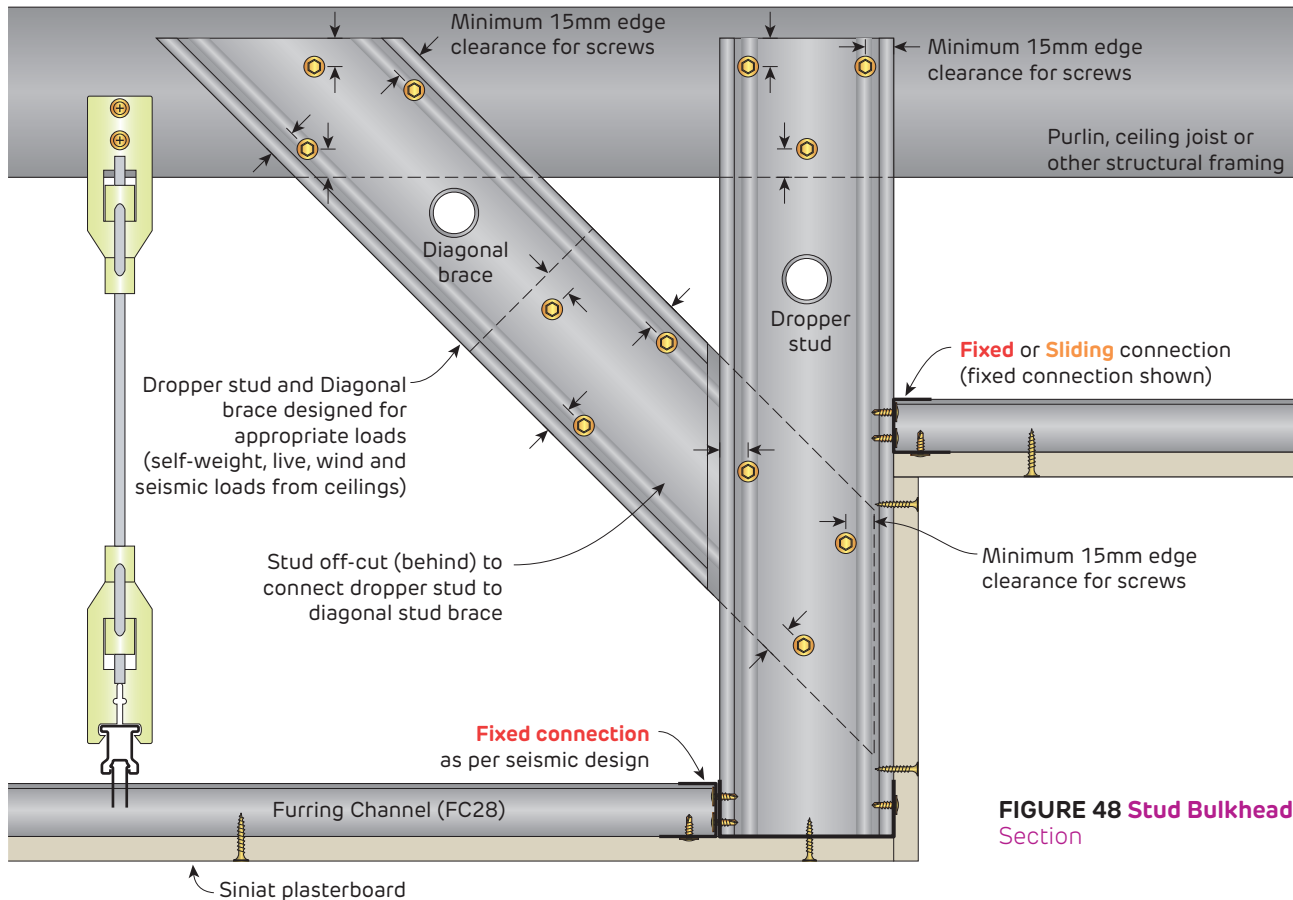 Minimum 15mm edge
clearance for screws
Minimum 15mm edge
clearance for screws
Purlin, ceiling joist or
other structural framing
Diagonal
brace
Dropper
stud
Fixed or Sliding connection
(fixed connection shown)
Dropper stud and Diagonal
brace designed for
appropriate loads
(self-weight, live, wind and
seismic loads from ceilings)
Stud off-cut (behind) to
connect dropper stud to
diagonal stud brace
Minimum 15mm edge
clearance for screws
Fixed connection
as per seismic design
Furring Channel (FC28)
FIGURE 48 Stud Bulkhead
Section
Siniat plasterboard